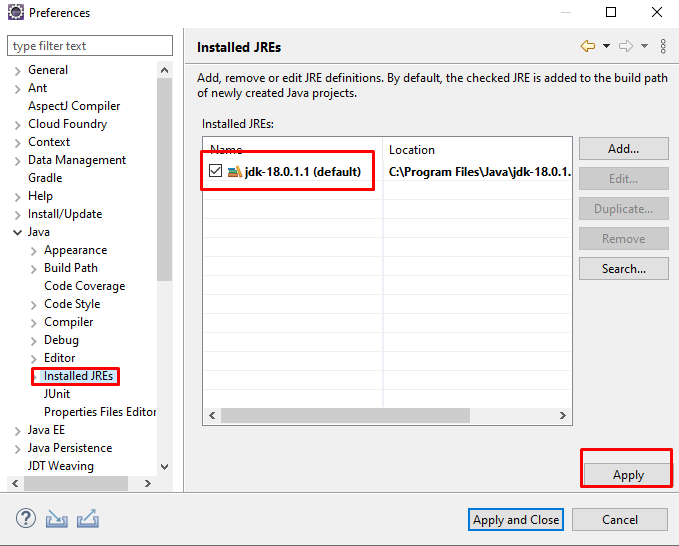 Preferences
type filter text
General
Ant
AspectJ Compiler
Cloud Foundry
Context
Data Management
Gradle
Help
Install/Update
Java
Appearance
Build Path
Code Coverage
Code Style
Compiler
Debug
Editor
Installed JREs
JUnit
Properties Files Editor
Java EE
Java Persistence
JDT Weaving
Installed JREs
Add, remove or edit JRE definitions. By default, the checked JRE is added to the build path
of newly created Java projects.
Installed JREs:
Name Location
jdk-18.0.1.1 (default) C:\Program Files\Java\jdk-18.0.1.
Add...
Edit...
Duplicate...
Remove
Search...
Apply
Apply and Close
Cancel